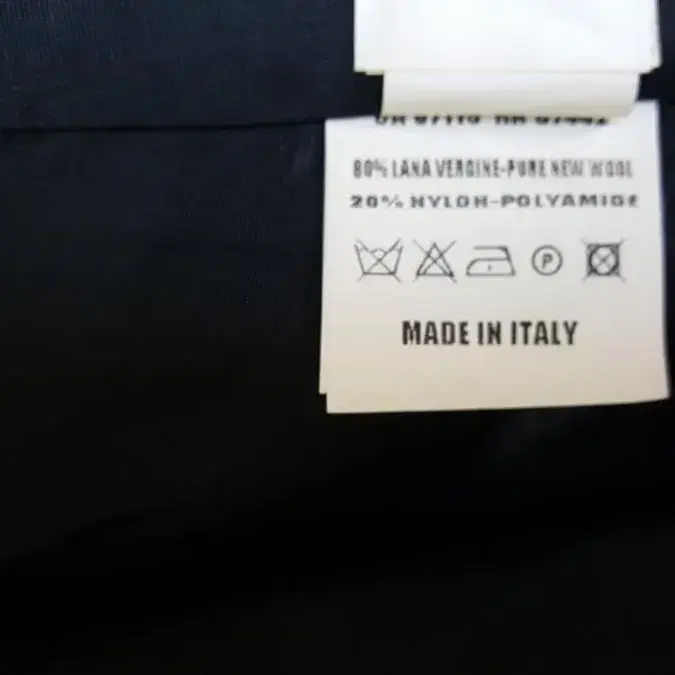 80% LANA VERGINE-PURE NEW WOOL
20% NYLON-POLYAMIDE
P
MADE IN ITALY